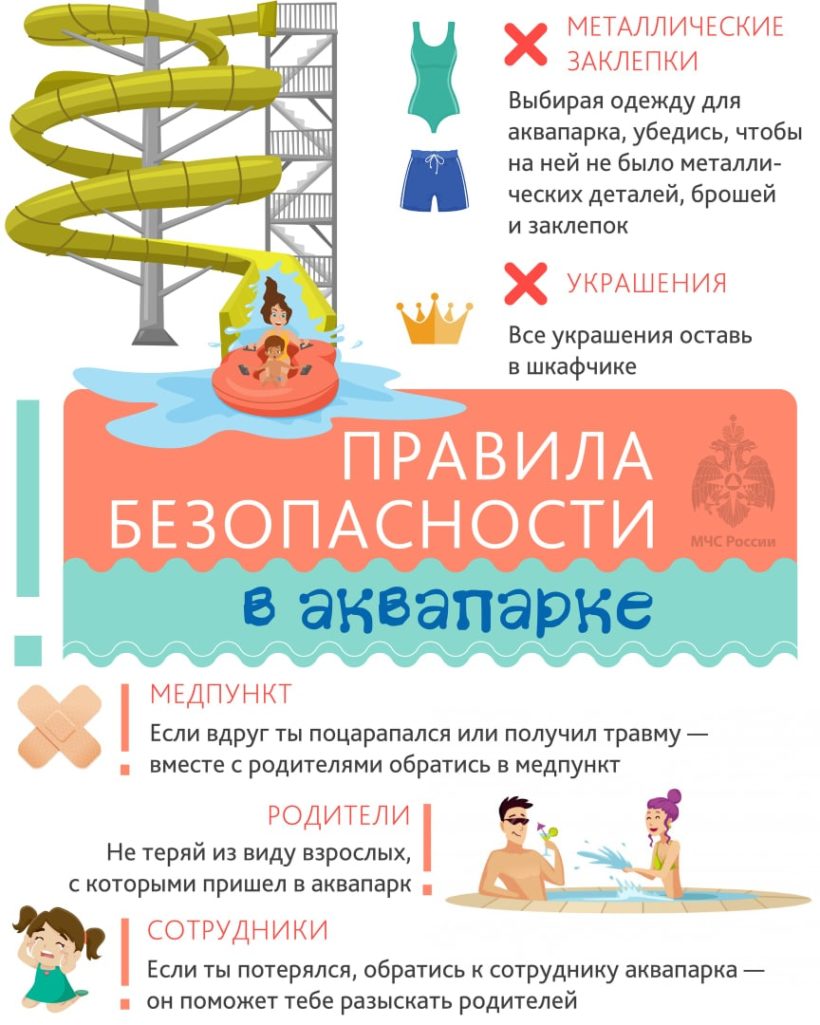 МЕТАЛЛИЧЕСКИЕ
ЗАКЛЕПКИ
Выбирая одежду для
аквапарка, убедись, чтобы
на ней не было металли-
ческих деталей, брошей
и заклепок
УКРАШЕНИЯ
Все украшения оставь
в шкафчике
ПРАВИЛА
БЕЗОПАСНОСТИ
МЧС России
в аквапарке
МЕДПУНКТ
Если вдруг ты поцарапался или получил травму —
вместе с родителями обратись в медпункт
РОДИТЕЛИ
Не теряй из виду взрослых,
с которыми пришел в аквапарк
СОТРУДНИКИ
Если ты потерялся, обратись к сотруднику аквапарка —
он поможет тебе разыскать родителей